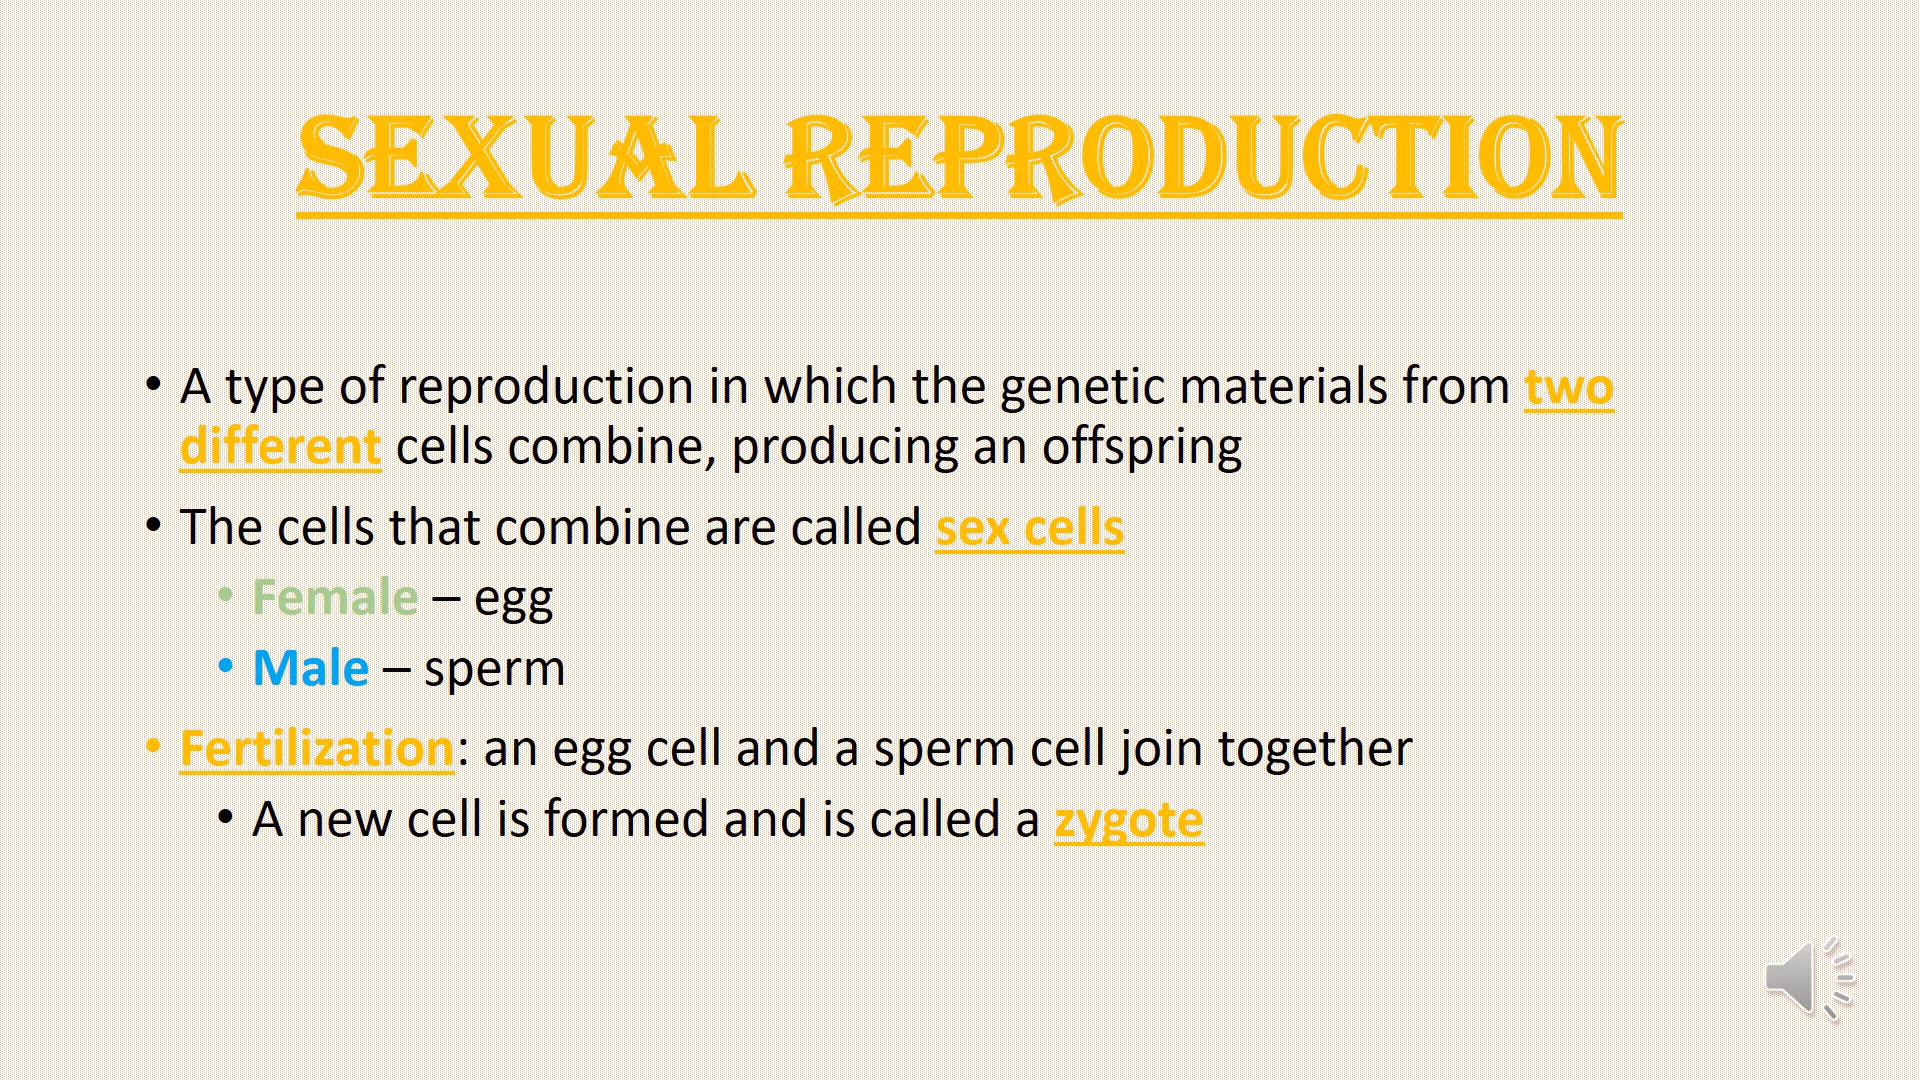 SEXUAL REPRODUCTION
• A type of reproduction in which the genetic materials from two
different cells combine, producing an offspring
• The cells that combine are called sex cells
• Female – egg
• Male – sperm
• Fertilization: an egg cell and a sperm cell join together
• A new cell is formed and is called a zygote